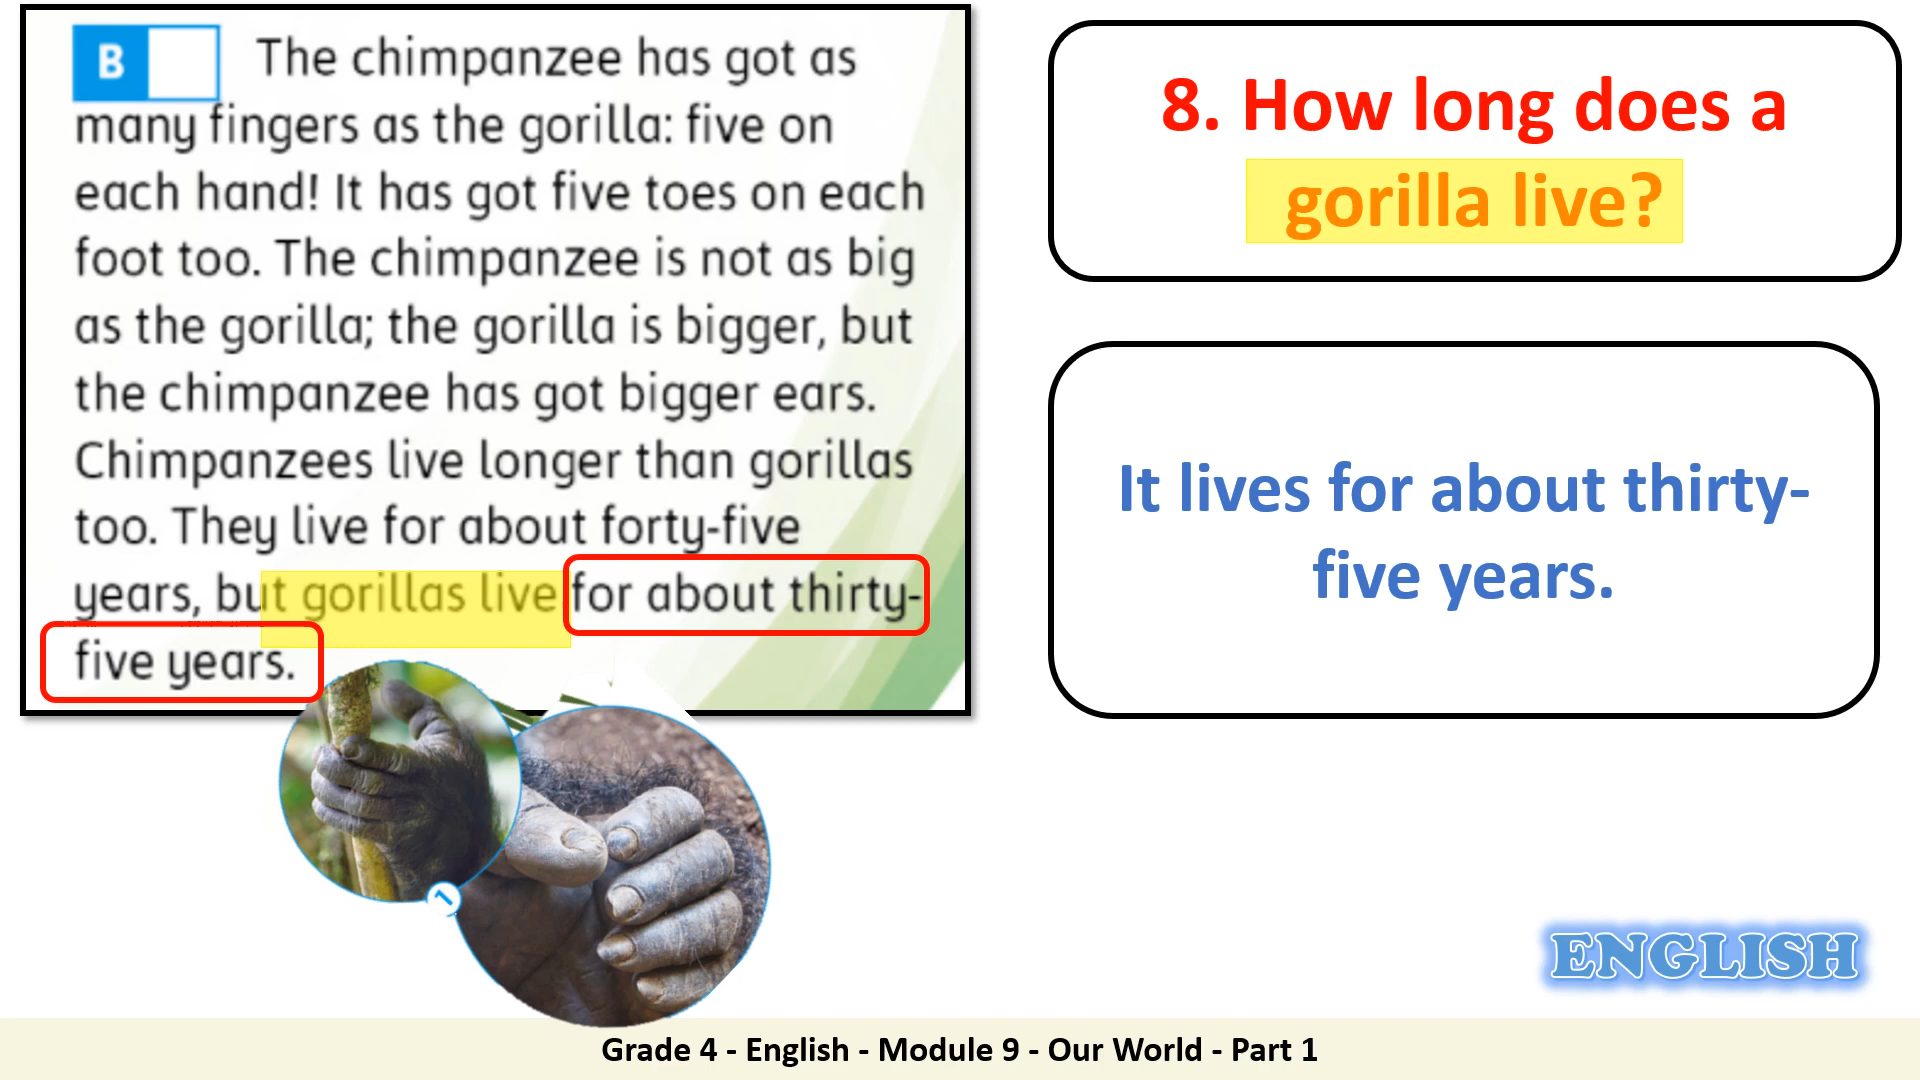 B
The chimpanzee has got as
many fingers as the gorilla: five on
each hand! It has got five toes on each
foot too. The chimpanzee is not as big
as the gorilla; the gorilla is bigger, but
the chimpanzee has got bigger ears.
Chimpanzees live longer than gorillas
too. They live for about forty-five
years, but gorillas live for about thirty-
five years.
1
8. How long does a
gorilla live?
It lives for about thirty-
five years.
ENGLISH
Grade 4 - English - Module 9 - Our World - Part 1